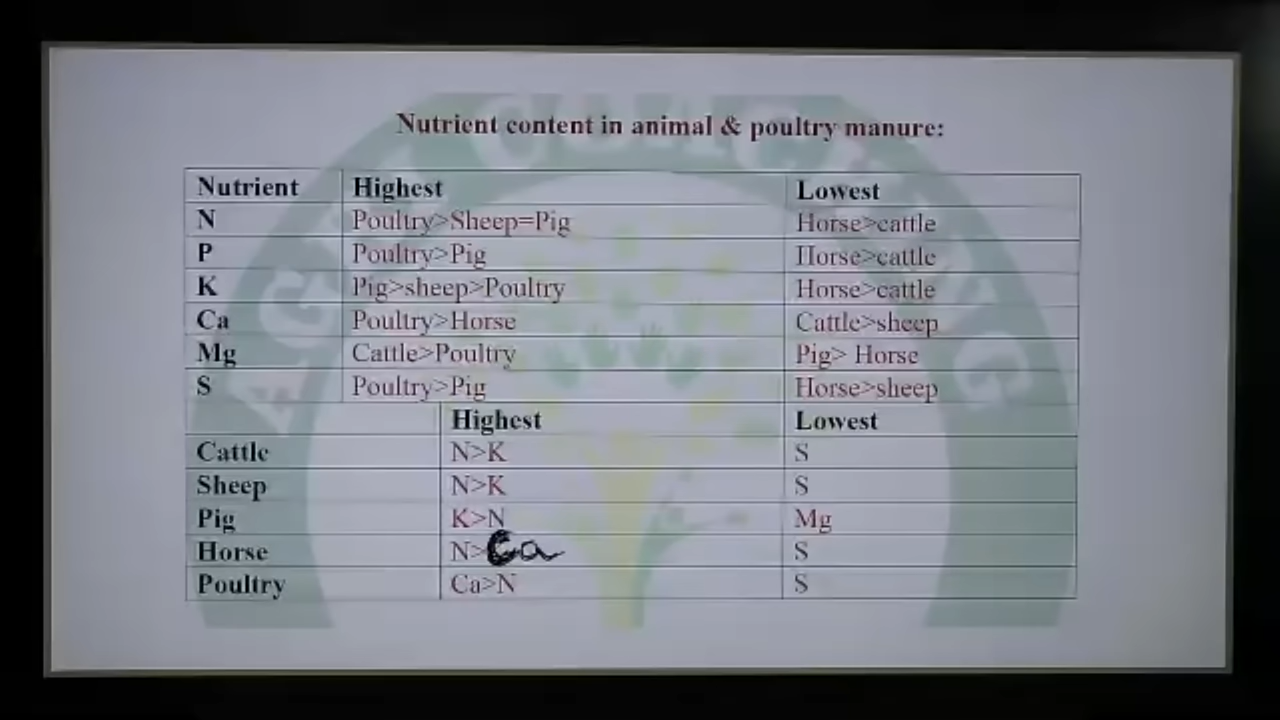 Nutrient content in animal & poultry manure:
Nutrient Highest Lowest
N Poultry>Sheep=Pig Horse>cattle
P Poultry>Pig Horse>cattle
K Pig>sheep>Poultry Horse>cattle
Ca Poultry>Horse Cattle>sheep
Mg Cattle>Poultry Pig> Horse
S Poultry>Pig Horse>sheep
Highest Lowest
Cattle N>K S
Sheep N>K S
Pig K>N Mg
Horse N>Ca S
Poultry Ca>N S